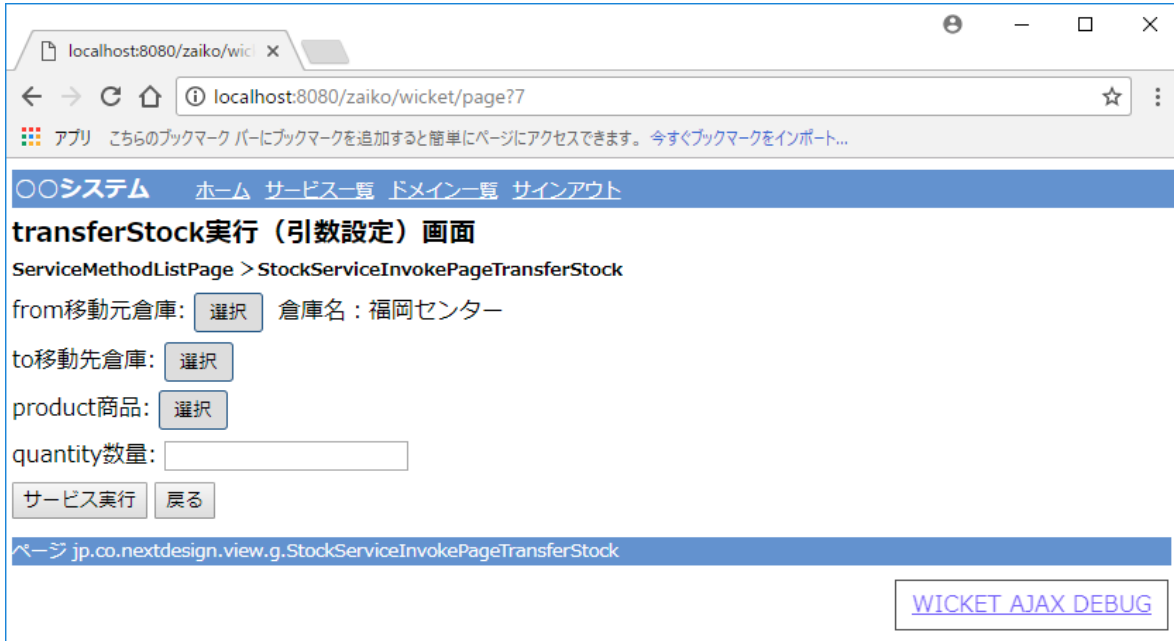 localhost:8080/zaiko/wic
localhost:8080/zaiko/wicket/page?7
アプリ こちらのブックマーク バーにブックマークを追加すると簡単にページにアクセスできます。 今すぐブックマークをインポート...
○○システム ホーム サービス一覧 ドメイン一覧 サインアウト
transferStock実行（引数設定）画面
ServiceMethodListPage ＞StockServiceInvokePageTransferStock
from移動元倉庫: 選択 倉庫名：福岡センター
to移動先倉庫: 選択
product商品: 選択
quantity数量:
サービス実行 戻る
ページ jp.co.nextdesign.view.g.StockServiceInvokePageTransferStock
WICKET AJAX DEBUG